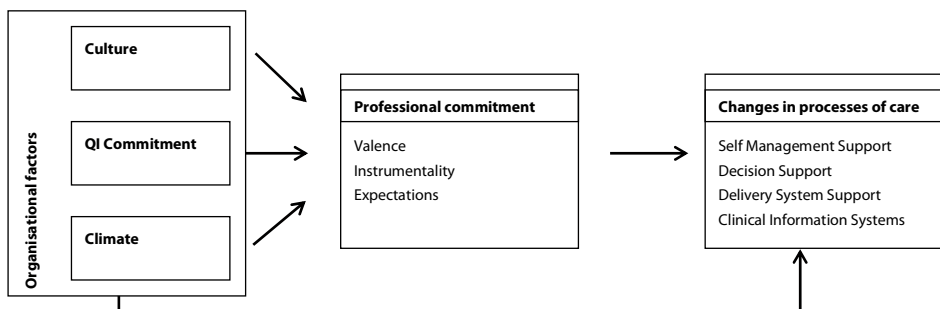 Organisational factors
Culture
QI Commitment
Climate
Professional commitment
Valence
Instrumentality
Expectations
Changes in processes of care
Self Management Support
Decision Support
Delivery System Support
Clinical Information Systems